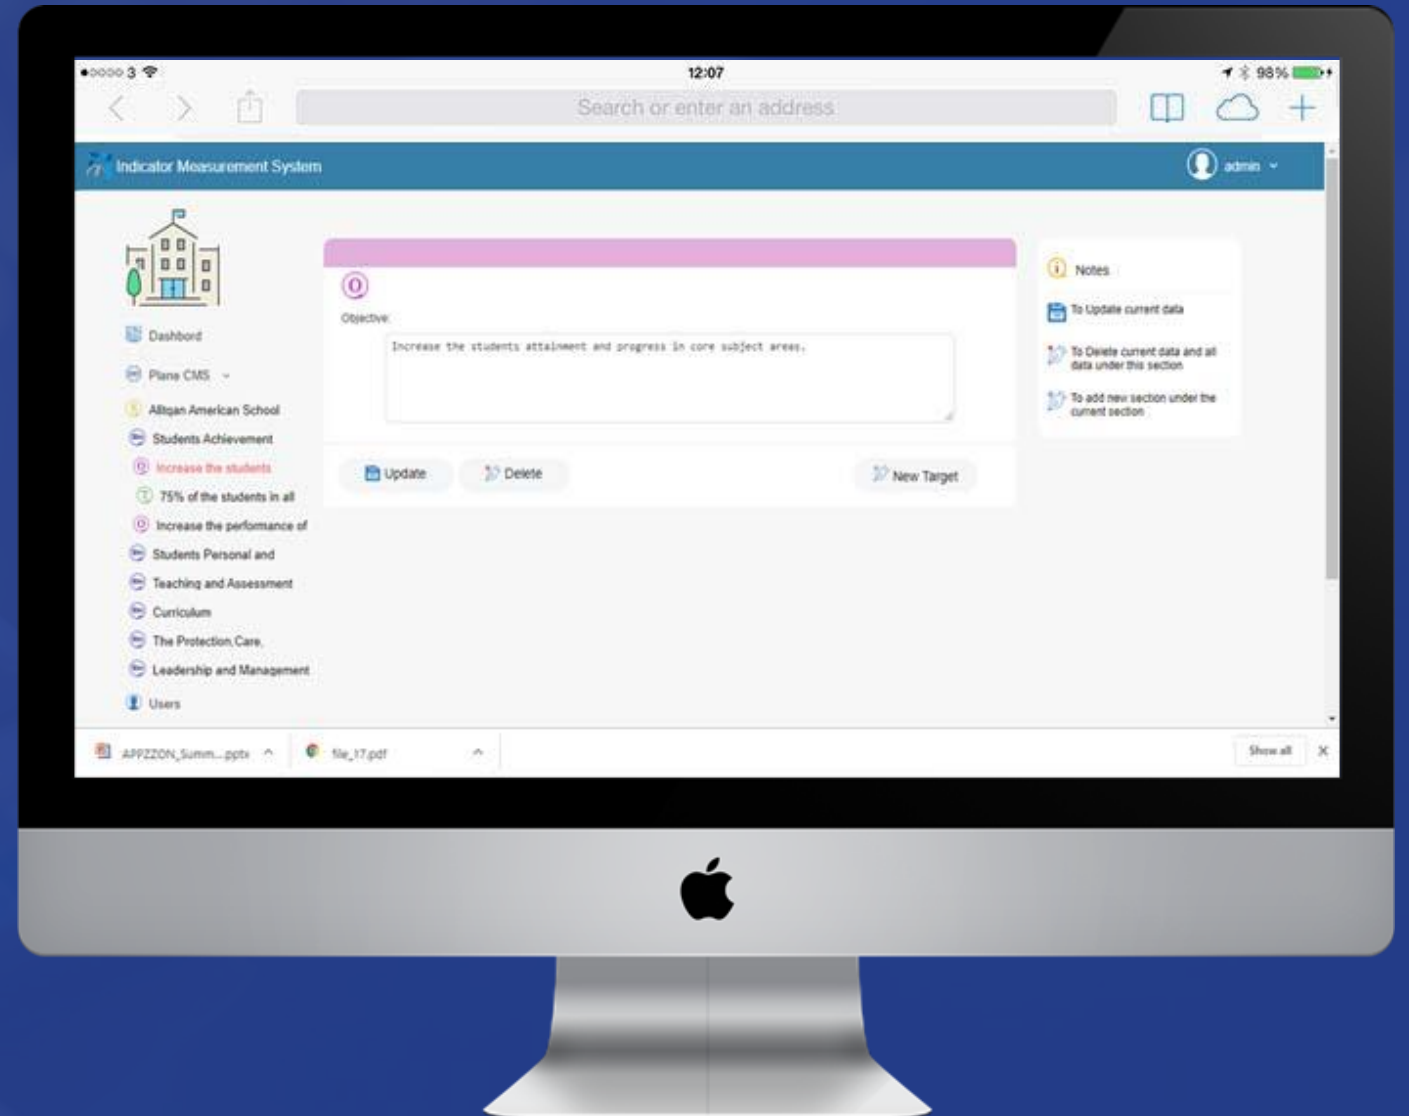 3
12:07
98%
Search or enter an address
Indicator Measurement System
admin
Dashbord
Plans CMS
AlItqan American School
Students Achievement
Increase the students
75% of the students in all
Increase the performance of
Students Personal and
Teaching and Assessment
Curriculum
The Protection, Care,
Leadership and Management
Users
Objective:
Increase the students attainment and progress in core subject areas.
Update
Delete
New Target
Notes
To Update current data
To Delete current data and all
data under this section
To add new section under the
current section
APPZZON_Summ....pptx
file_17.pdf
Show all